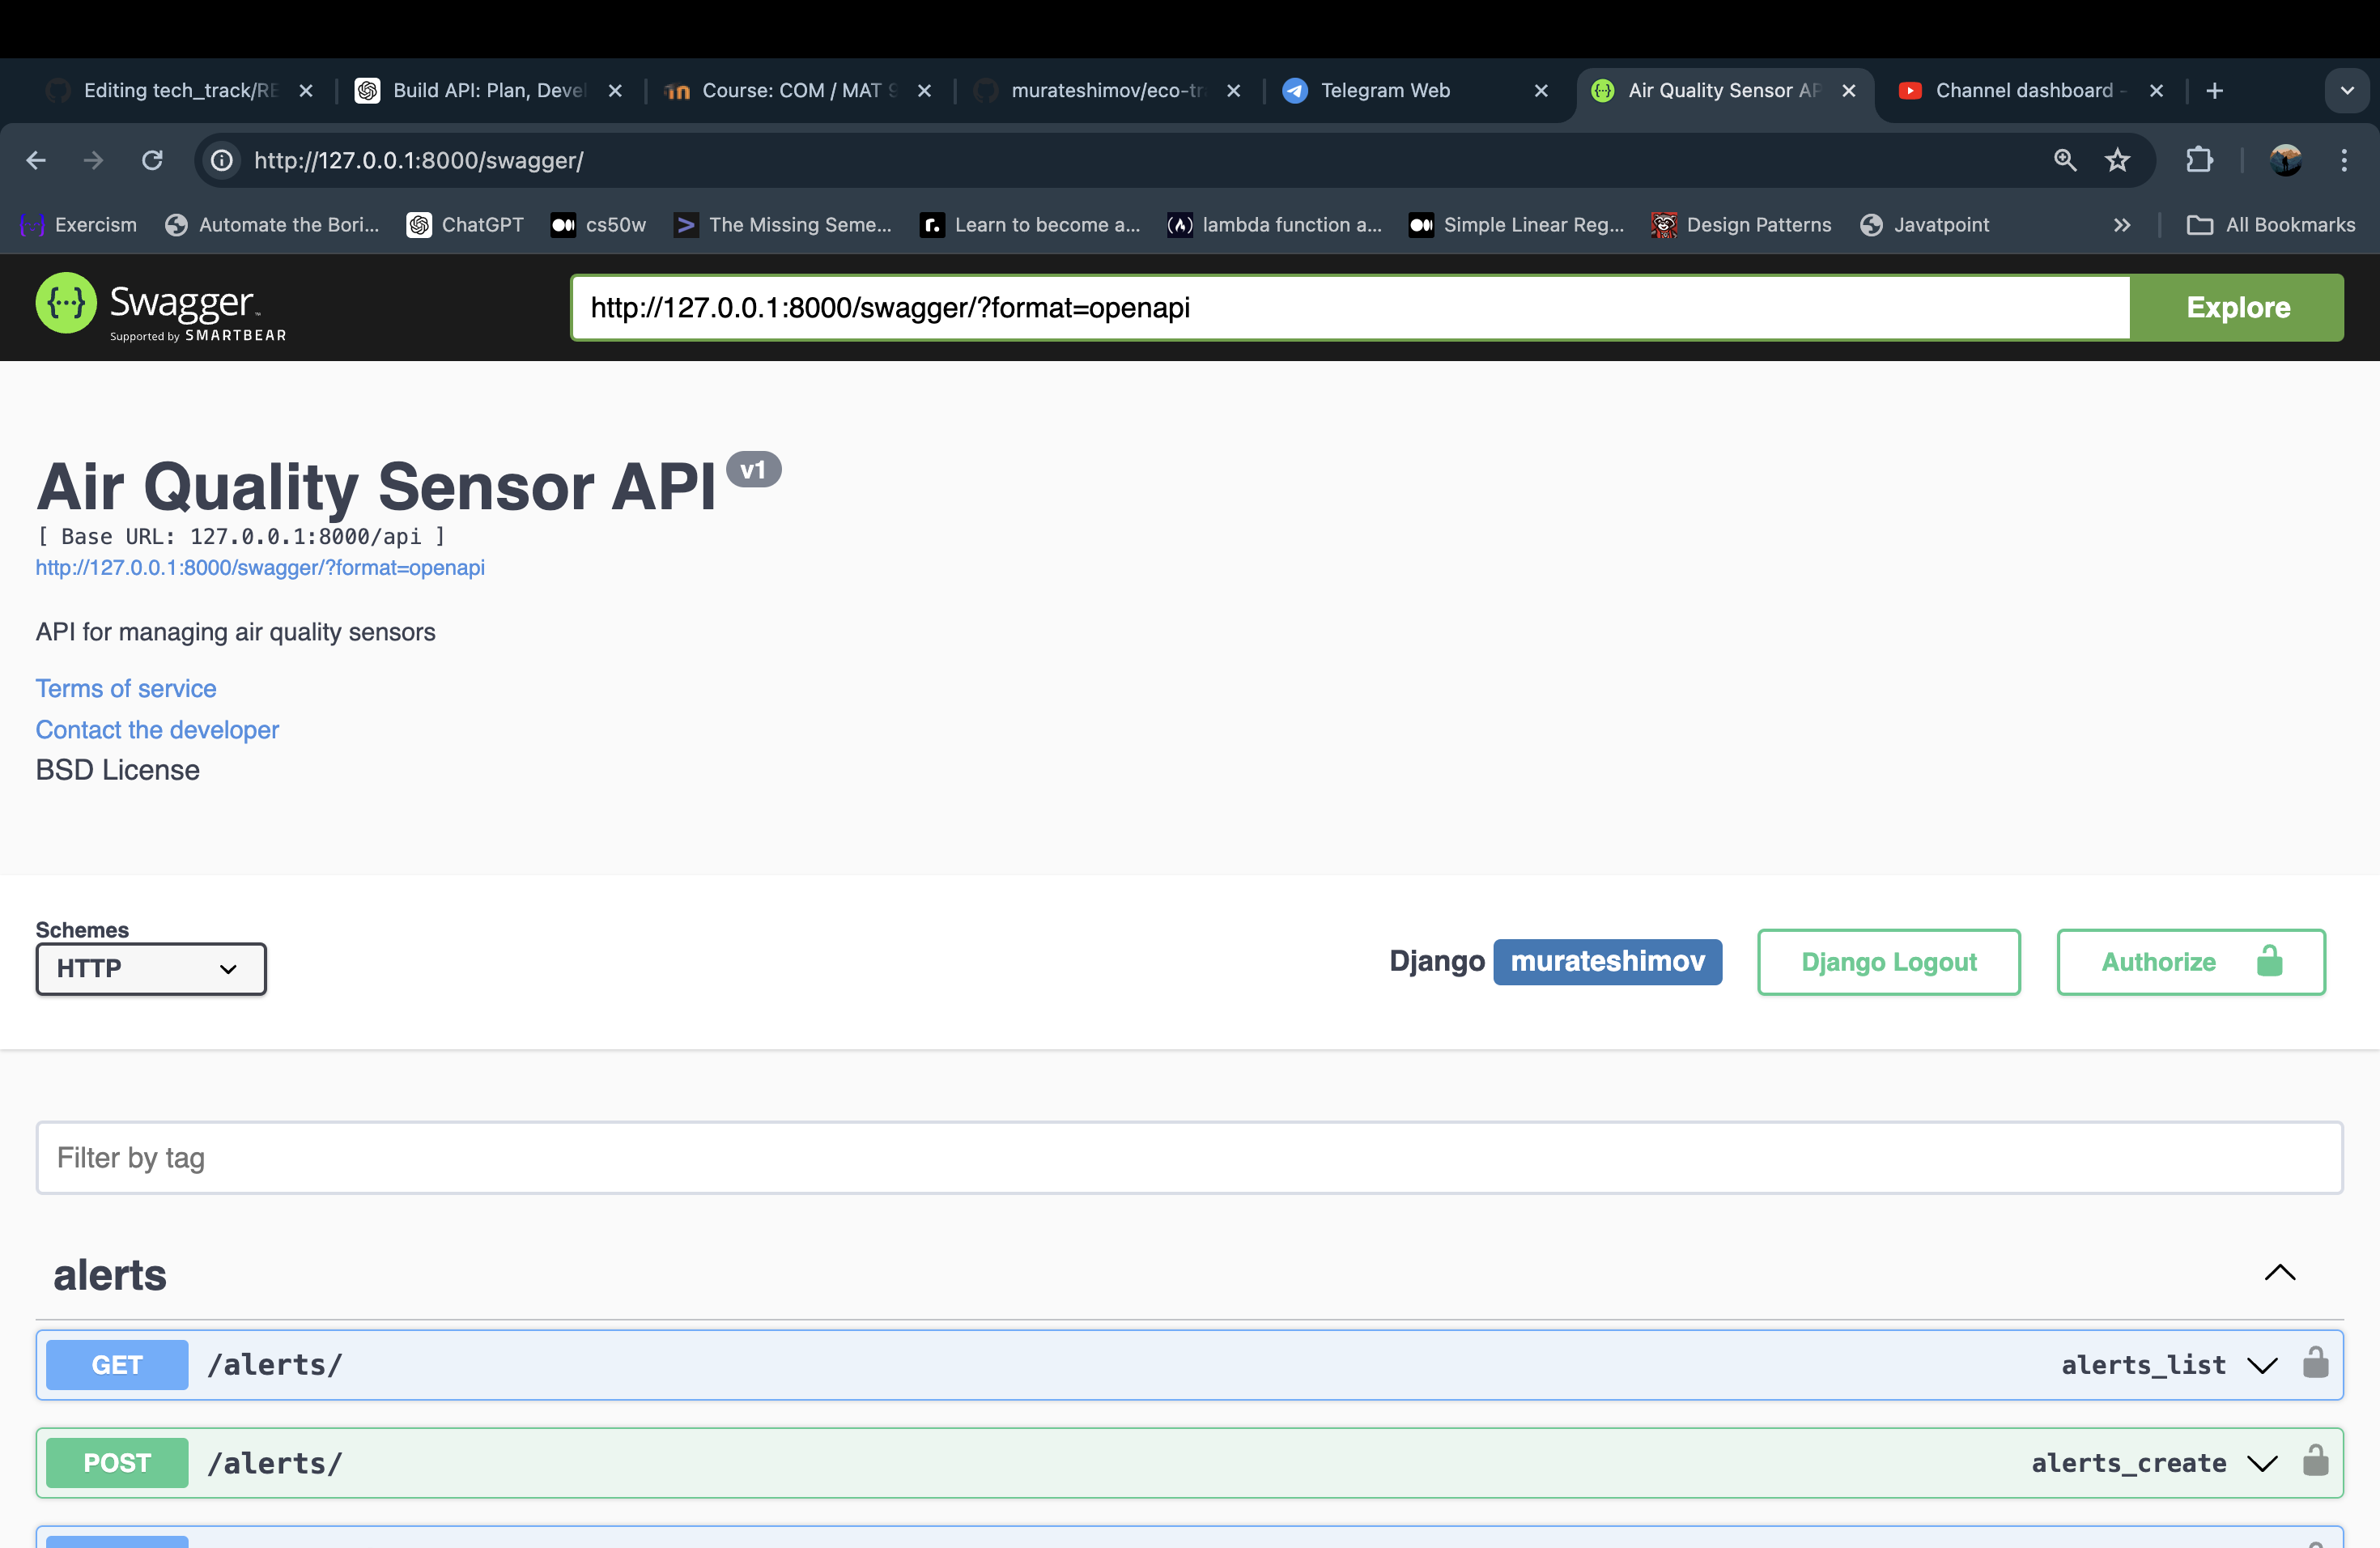 Editing tech_track/RE
Build API: Plan, Devel
Course: COM / MAT 9
murateshimov/eco-tr
Telegram Web
Air Quality Sensor AP
Channel dashboard -
http://127.0.0.1:8000/swagger/
Exercism
Automate the Bori...
ChatGPT
cs50w
The Missing Seme...
Learn to become a...
lambda function a...
Simple Linear Reg...
Design Patterns
Javatpoint
All Bookmarks
Swagger
Supported by SMARTBEAR
http://127.0.0.1:8000/swagger/?format=openapi
Explore
Air Quality Sensor API v1
[ Base URL: 127.0.0.1:8000/api ]
http://127.0.0.1:8000/swagger/?format=openapi
API for managing air quality sensors
Terms of service
Contact the developer
BSD License
Schemes
HTTP
Django murateshimov
Django Logout
Authorize
Filter by tag
alerts
GET /alerts/ alerts_list
POST /alerts/ alerts_create